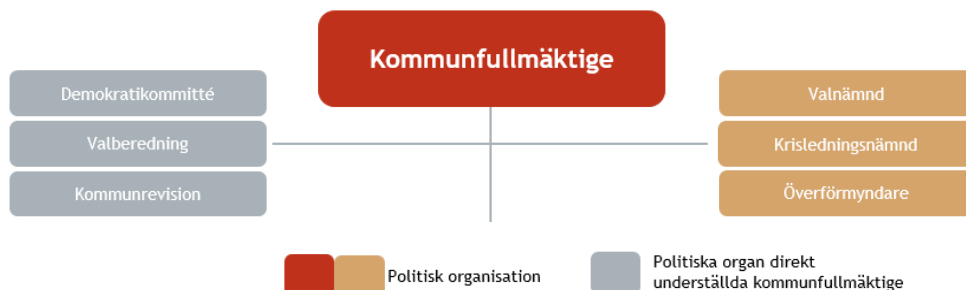 Kommunfullmäktige
Demokratikommitté
Valberedning
Kommunrevision
Valnämnd
Krisledningsnämnd
Överförmyndare
Politisk organisation
Politiska organ direkt
underställda kommunfullmäktige